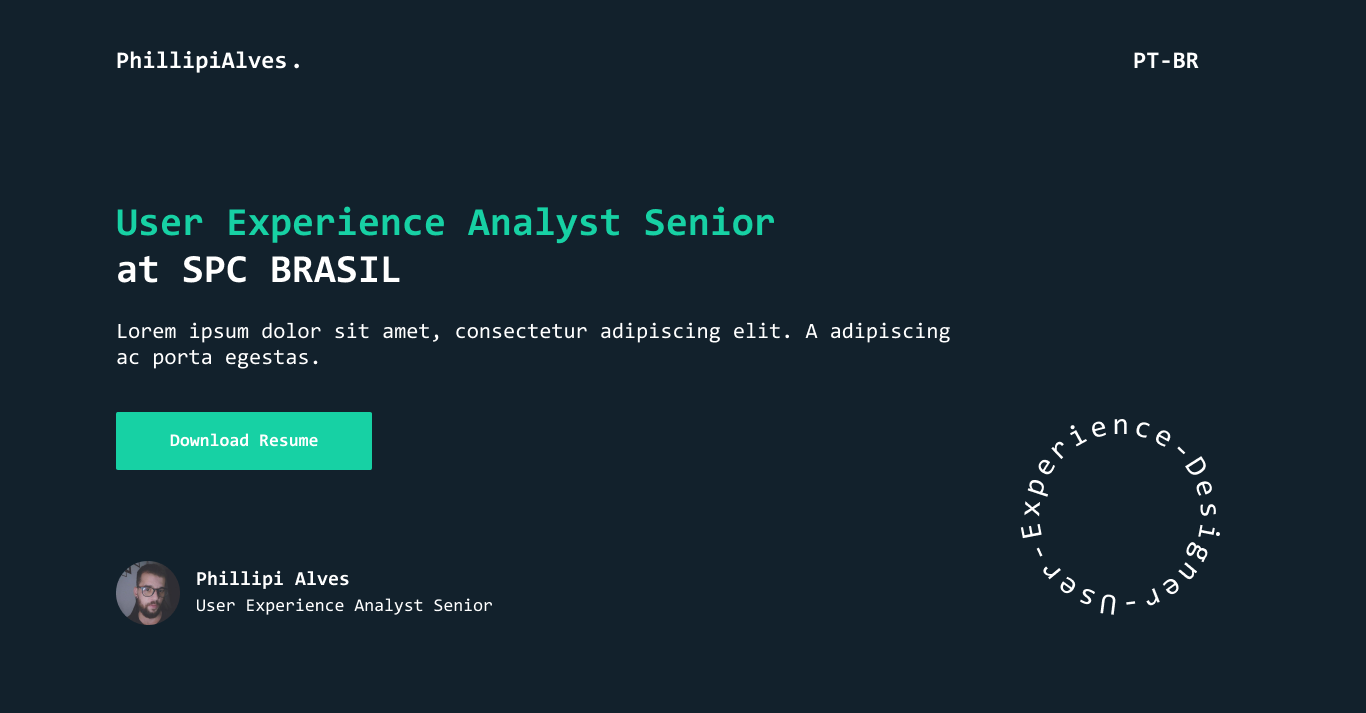 PhillipiAlves.
PT-BR
User Experience Analyst Senior
at SPC BRASIL
Lorem ipsum dolor sit amet, consectetur adipiscing elit. A adipiscing
ac porta egestas.
Download Resume
User-Experience-Designer-
Phillipi Alves
User Experience Analyst Senior